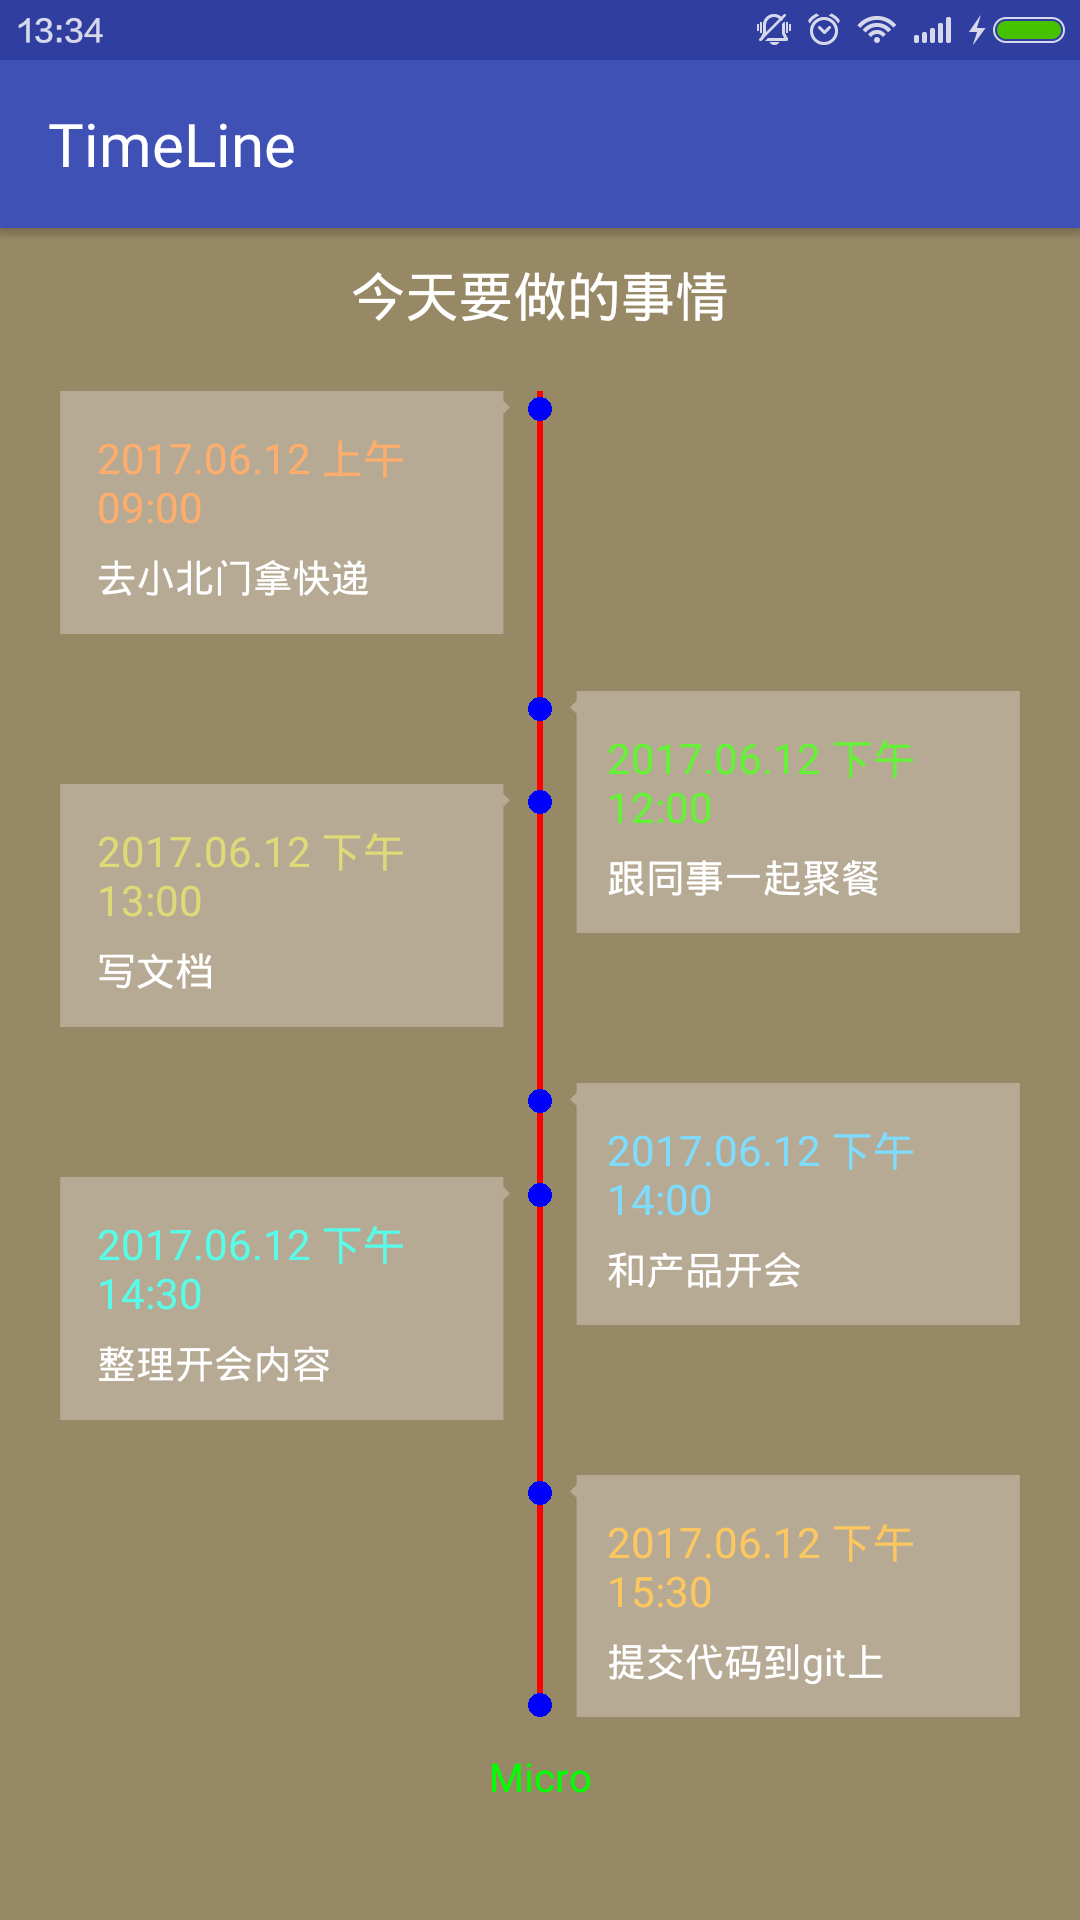 13:34
TimeLine
今天要做的事情
2017.06.12 上午
09:00
去小北门拿快递
2017.06.12 下午
12:00
跟同事一起聚餐
2017.06.12 下午
13:00
写文档
2017.06.12 下午
14:00
和产品开会
2017.06.12 下午
14:30
整理开会内容
2017.06.12 下午
15:30
提交代码到git上
Micro